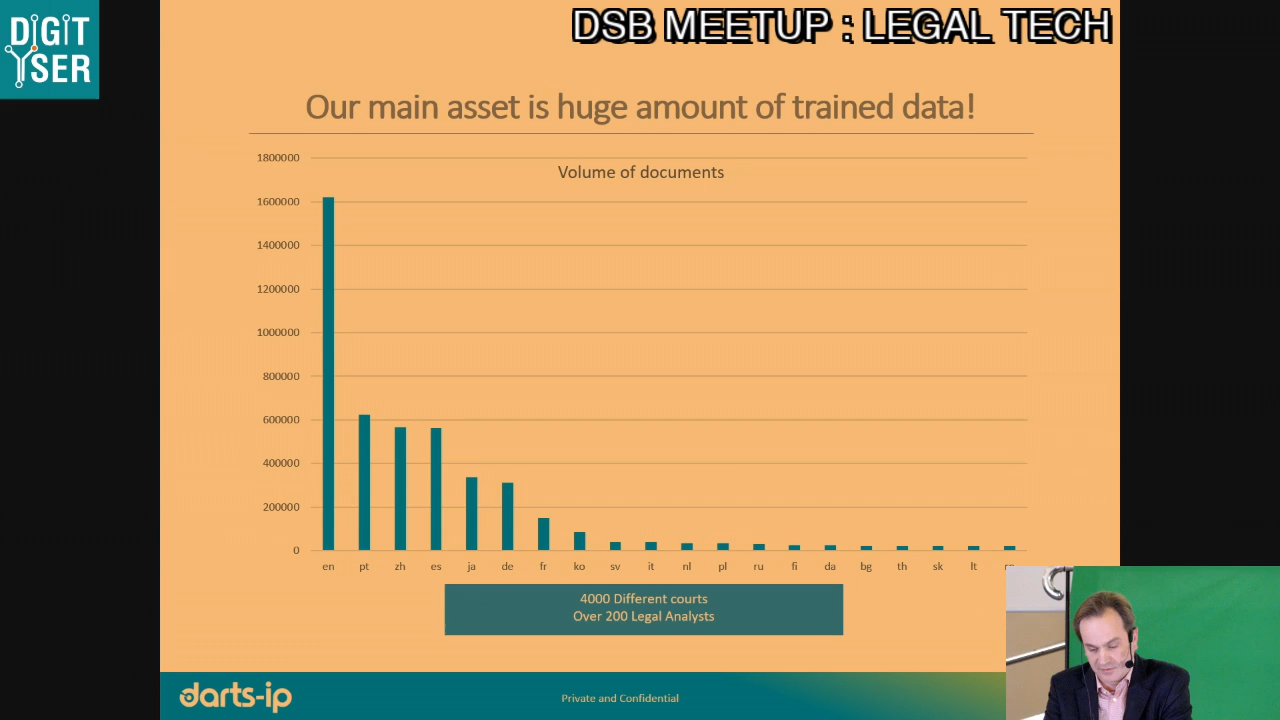 DIGIT
YSER
DSB MEETUP : LEGAL TECH
Our main asset is huge amount of trained data!
Volume of documents
1800000
1600000
1400000
1200000
1000000
800000
600000
400000
200000
0
en pt zh es ja de fr ko sv it nl pl ru fi da bg th sk lt
4000 Different courts
Over 200 Legal Analysts
darts-ip
Private and Confidential